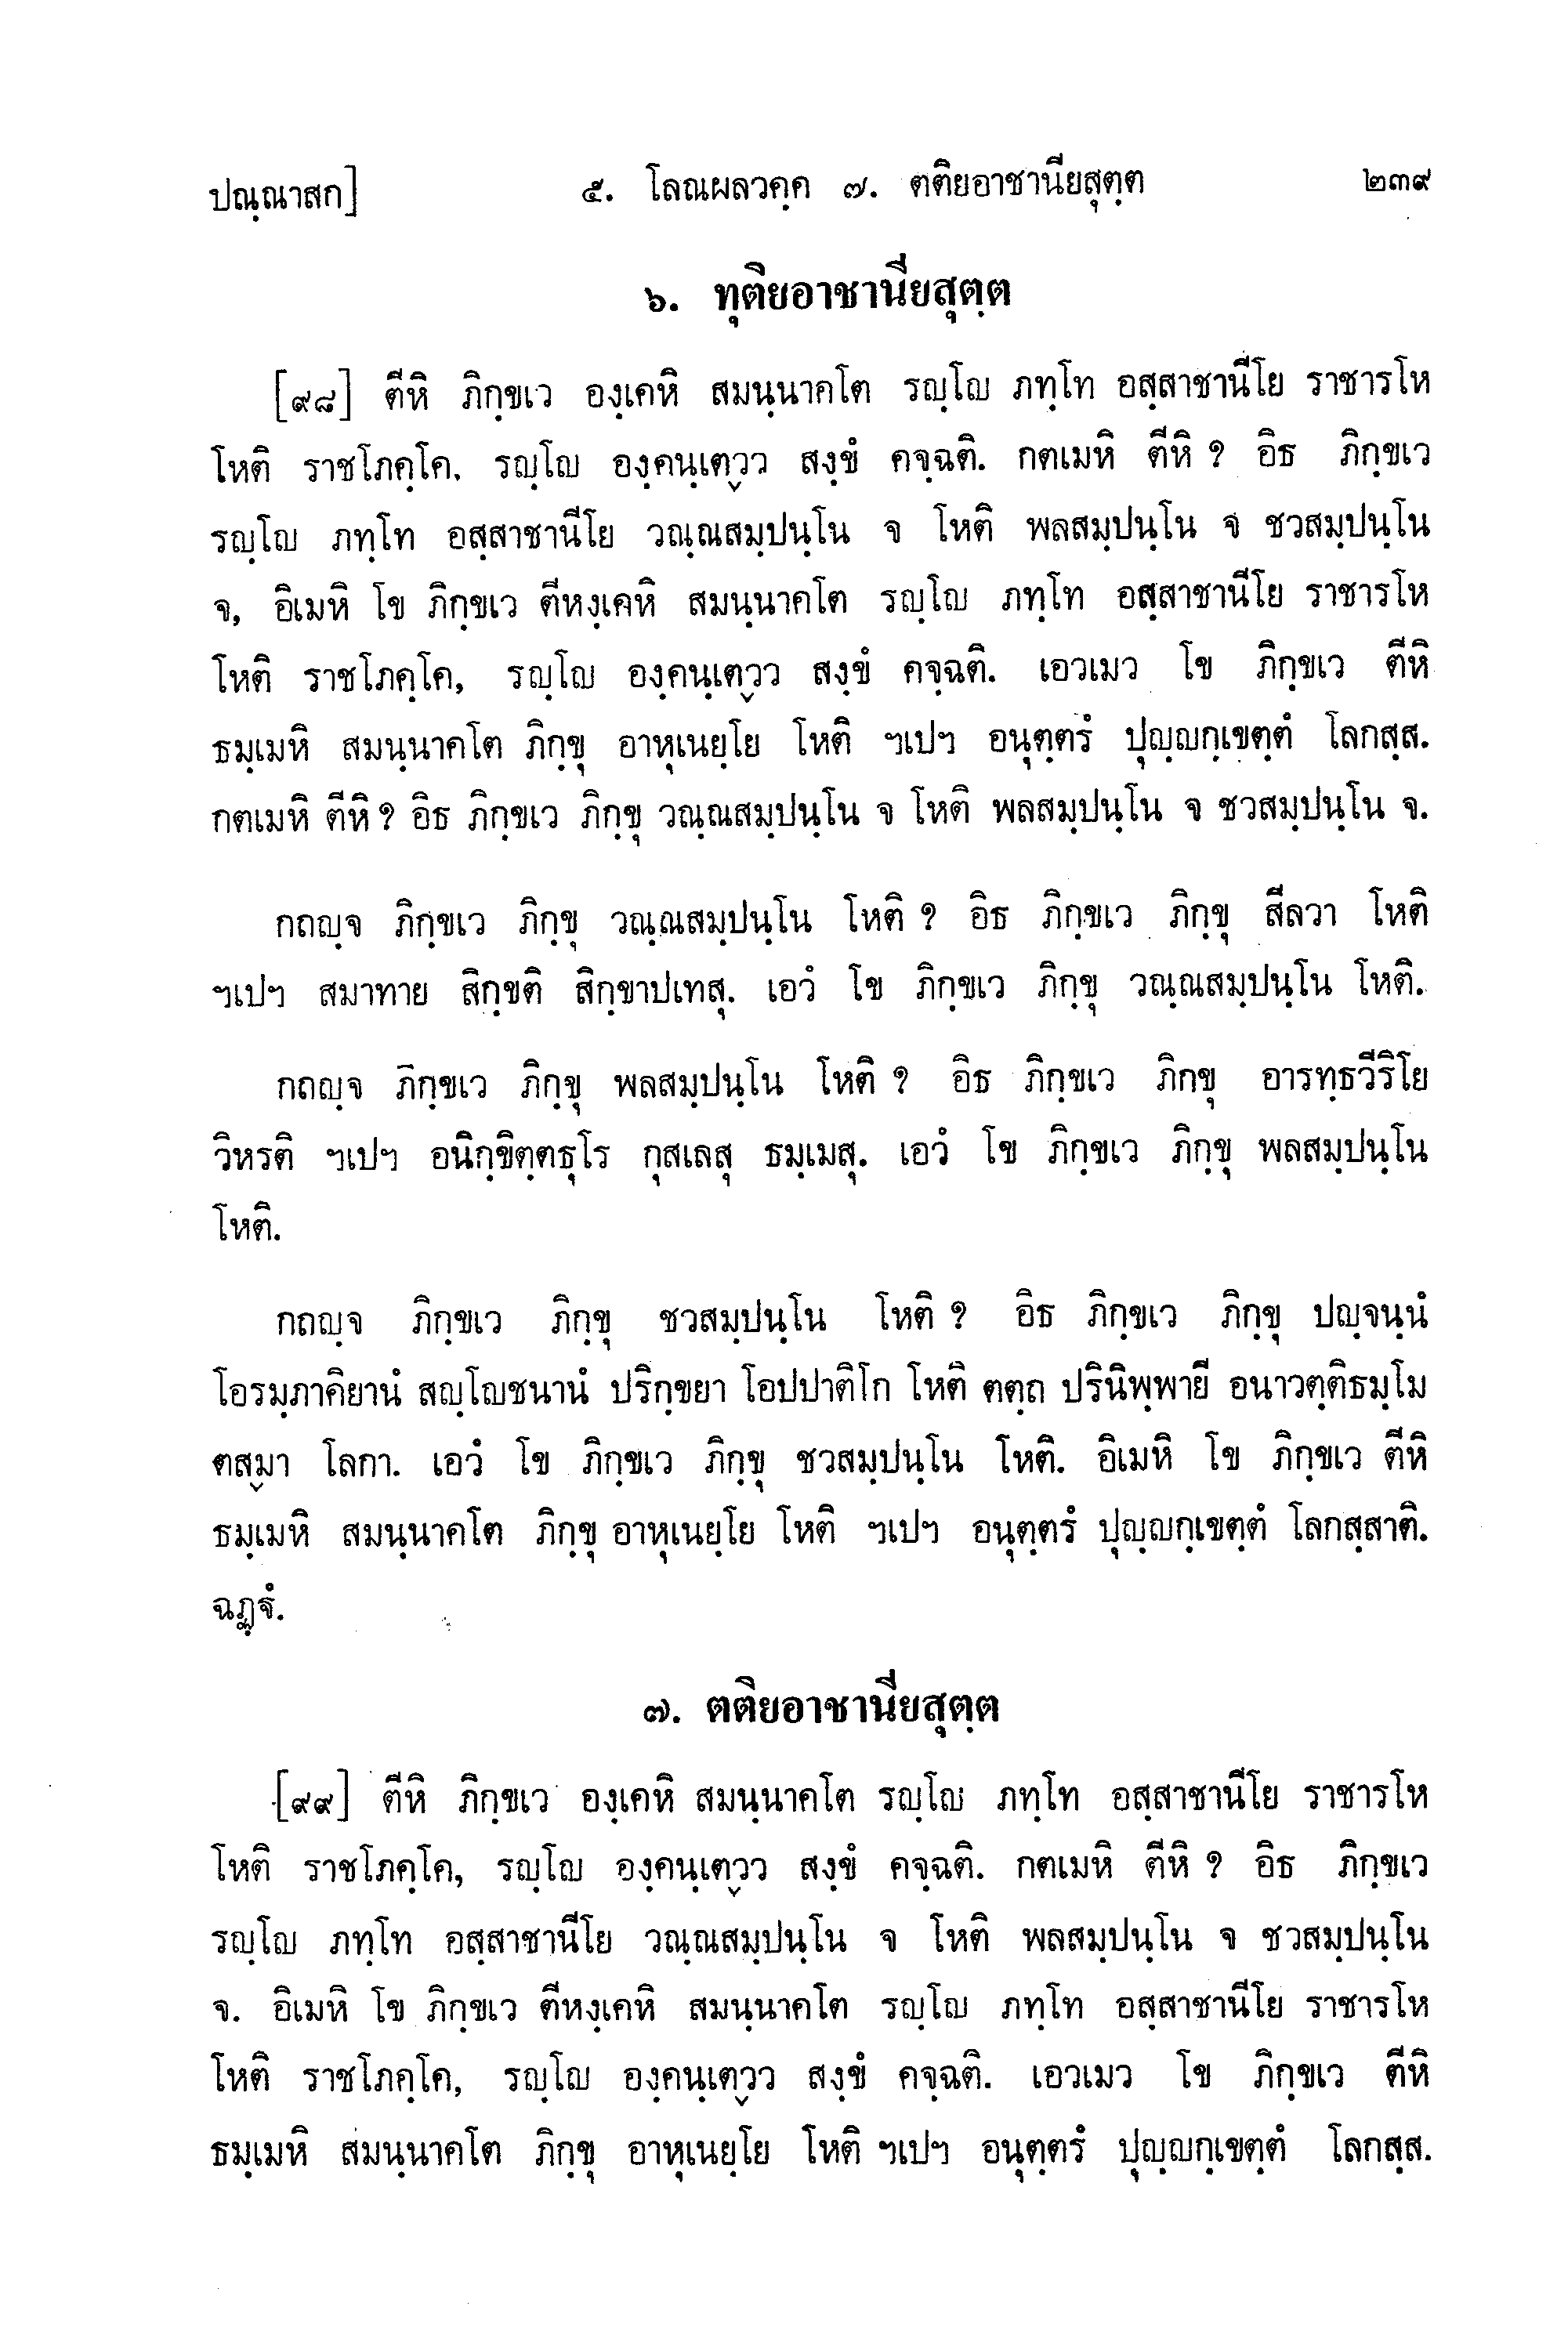 ปณฺณาสก] ๕. โลณผลวคฺค ๗. ตติยอาชานียสุตฺต ๒๓๙
๖. ทุติยอาชานียสุตฺต
[๙๘] ตีหิ ภิกฺขเว องฺเคหิ สมนฺนาคโต รญฺโญ ภทฺโท อสฺสาชานีโย ราชารโห
โหติ ราชโภคฺโค, รญฺโญ องฺคนฺเตฺวว สงฺขํ คจฺฉติ. กตเมหิ ตีหิ ? อิธ ภิกฺขเว
รญฺโญ ภทฺโท อสฺสาชานีโย วณฺณสมฺปนฺโน จ โหติ พลสมฺปนฺโน จ ชวสมฺปนฺโน
จ, อิเมหิ โข ภิกฺขเว ตีหงฺเคหิ สมนฺนาคโต รญฺโญ ภทฺโท อสฺสาชานีโย ราชารโห
โหติ ราชโภคฺโค, รญฺโญ องฺคนฺเตฺวว สงฺขํ คจฺฉติ. เอวเมว โข ภิกฺขเว ตีหิ
ธมฺเมหิ สมนฺนาคโต ภิกฺขุ อาหุเนยฺโย โหติ ฯเปฯ อนุตฺตรํ ปุญฺญกฺเขตฺตํ โลกสฺส.
กตเมหิ ตีหิ ? อิธ ภิกฺขเว ภิกฺขุ วณฺณสมฺปนฺโน จ โหติ พลสมฺปนฺโน จ ชวสมฺปนฺโน จ.
กถญฺจ ภิกฺขเว ภิกฺขุ วณฺณสมฺปนฺโน โหติ ? อิธ ภิกฺขเว ภิกฺขุ สีลวา โหติ
ฯเปฯ สมาทาย สิกฺขติ สิกฺขาปเทสุ. เอวํ โข ภิกฺขเว ภิกฺขุ วณฺณสมฺปนฺโน โหติ.
กถญฺจ ภิกฺขเว ภิกฺขุ พลสมฺปนฺโน โหติ ? อิธ ภิกฺขเว ภิกขุ อารทฺธวีริโย
วิหรติ ฯเปฯ อนิกฺขิตฺตธุโร กุสเลสุ ธมฺเมสุ. เอวํ โข ภิกฺขเว ภิกฺขุ พลสมฺปนฺโน
โหติ.
กถญฺจ ภิกฺขเว ภิกฺขุ ชวสมฺปนฺโน โหติ ? อิธ ภิกฺขเว ภิกฺขุ ปญฺจนฺนํ
โอรมฺภาคิยานํ สญฺโญชนานํ ปริกฺขยา โอปปาติโก โหติ ตตฺถ ปรินิพฺพายี อนาวตฺติธมฺโม
ตสฺมา โลกา. เอวํ โข ภิกฺขเว ภิกฺขุ ชวสมฺปนฺโน โหติ. อิเมหิ โข ภิกฺขเว ตีหิ
ธมฺเมหิ สมนฺนาคโต ภิกฺขุ อาหุเนยฺโย โหติ ฯเปฯ อนุตฺตรํ ปุญฺญกฺเขตฺตํ โลกสฺสาติ.
ฉฏฺฐํ.
๗. ตติยอาชานียสุตฺต
[๙๙] ตีหิ ภิกฺขเว องฺเคหิ สมนฺนาคโต รญฺโญ ภทฺโท อสฺสาชานีโย ราชารโห
โหติ ราชโภคฺโค, รญฺโญ องฺคนฺเตฺวว สงฺขํ คจฺฉติ. กตเมหิ ตีหิ ? อิธ ภิกฺขเว
รญฺโญ ภทฺโท อสฺสาชานีโย วณฺณสมฺปนฺโน จ โหติ พลสมฺปนฺโน จ ชวสมฺปนฺโน
จ. อิเมหิ โข ภิกฺขเว ตีหงฺเคหิ สมนฺนาคโต รญฺโญ ภทฺโท อสฺสาชานีโย ราชารโห
โหติ ราชโภคฺโค, รญฺโญ องฺคนฺเตฺวว สงฺขํ คจฺฉติ. เอวเมว โข ภิกฺขเว ตีหิ
ธมฺเมหิ สมนฺนาคโต ภิกฺขุ อาหุเนยฺโย โหติ ฯเปฯ อนุตฺตรํ ปุญฺญกฺเขตฺตํ โลกสฺส.